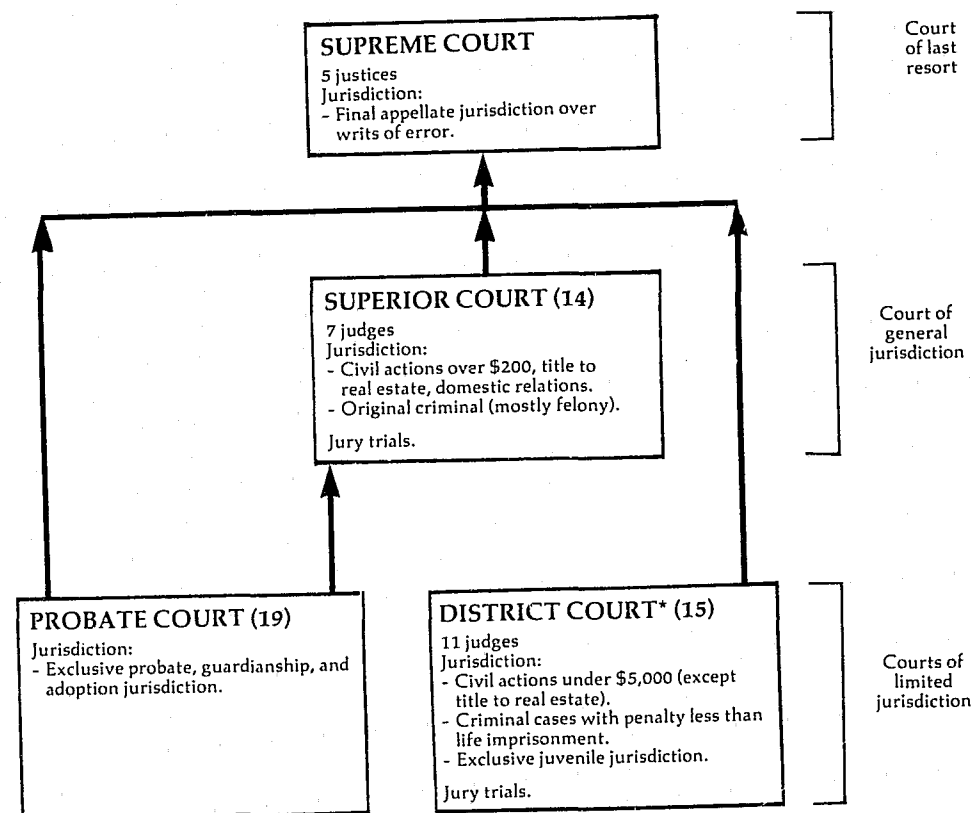 SUPREME COURT
5 justices
Jurisdiction:
- Final appellate jurisdiction over
writs of error.
Court
of last
resort
SUPERIOR COURT (14)
7 judges
Jurisdiction:
- Civil actions over $200, title to
real estate, domestic relations.
- Original criminal (mostly felony).
Jury trials.
Court of
general
jurisdiction
PROBATE COURT (19)
Jurisdiction:
- Exclusive probate, guardianship, and
adoption jurisdiction.
DISTRICT COURT* (15)
11 judges
Jurisdiction:
- Civil actions under $5,000 (except
title to real estate).
- Criminal cases with penalty less than
life imprisonment.
- Exclusive juvenile jurisdiction.
Jury trials.
Courts of
limited
jurisdiction